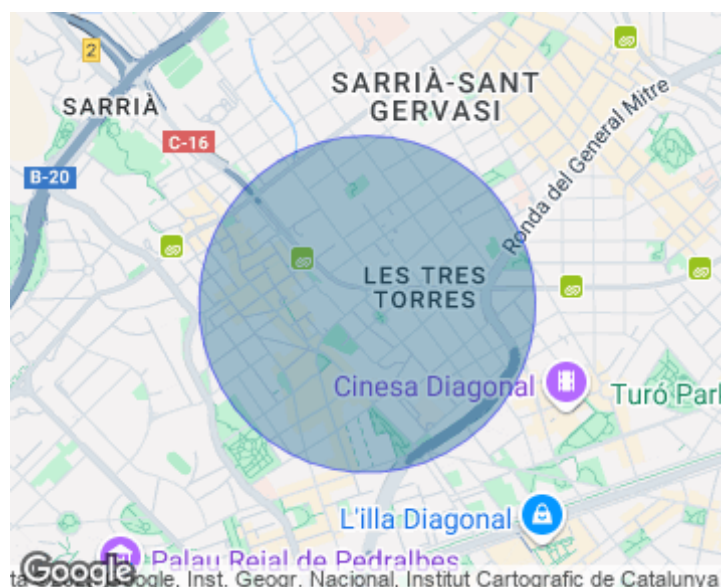 2
SARRIÀ-SANT
GERVASI
SARRIÀ
C-16
Ronda del General Mitre
B-20
LES TRES
TORRES
Cinesa Diagonal
Turó Park
L'illa Diagonal
Palau Reial de Pedralbes
Google
Inst. Geogr. Nacional, Institut Cartografic de Catalunya